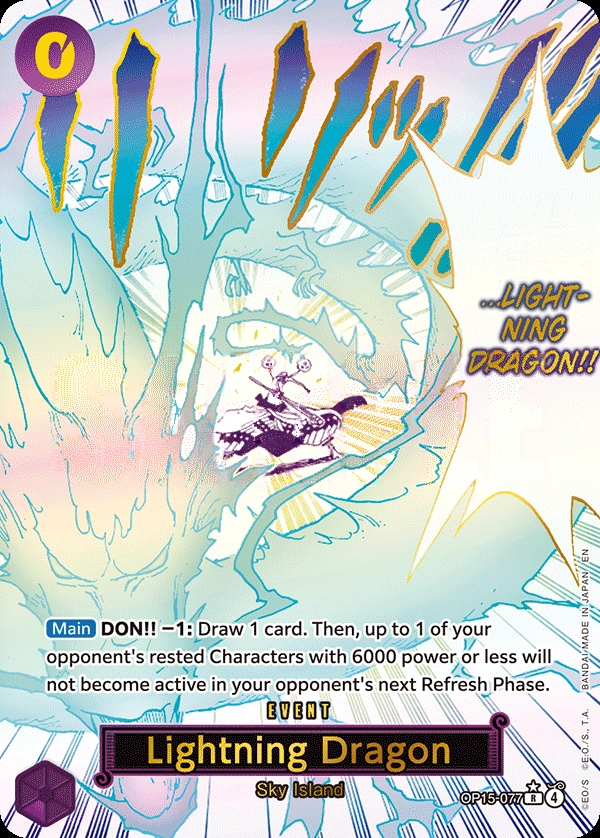 0
...LIGHT-
NING
DRAGON!!
Main DON!! −1: Draw 1 card. Then, up to 1 of your
opponent's rested Characters with 6000 power or less will
not become active in your opponent's next Refresh Phase.
EVENT
Lightning Dragon
Sky Island
OP15-077 R 4
©E.O./S, T.A. BANDAI/MADE IN JAPAN EN
©EO/S